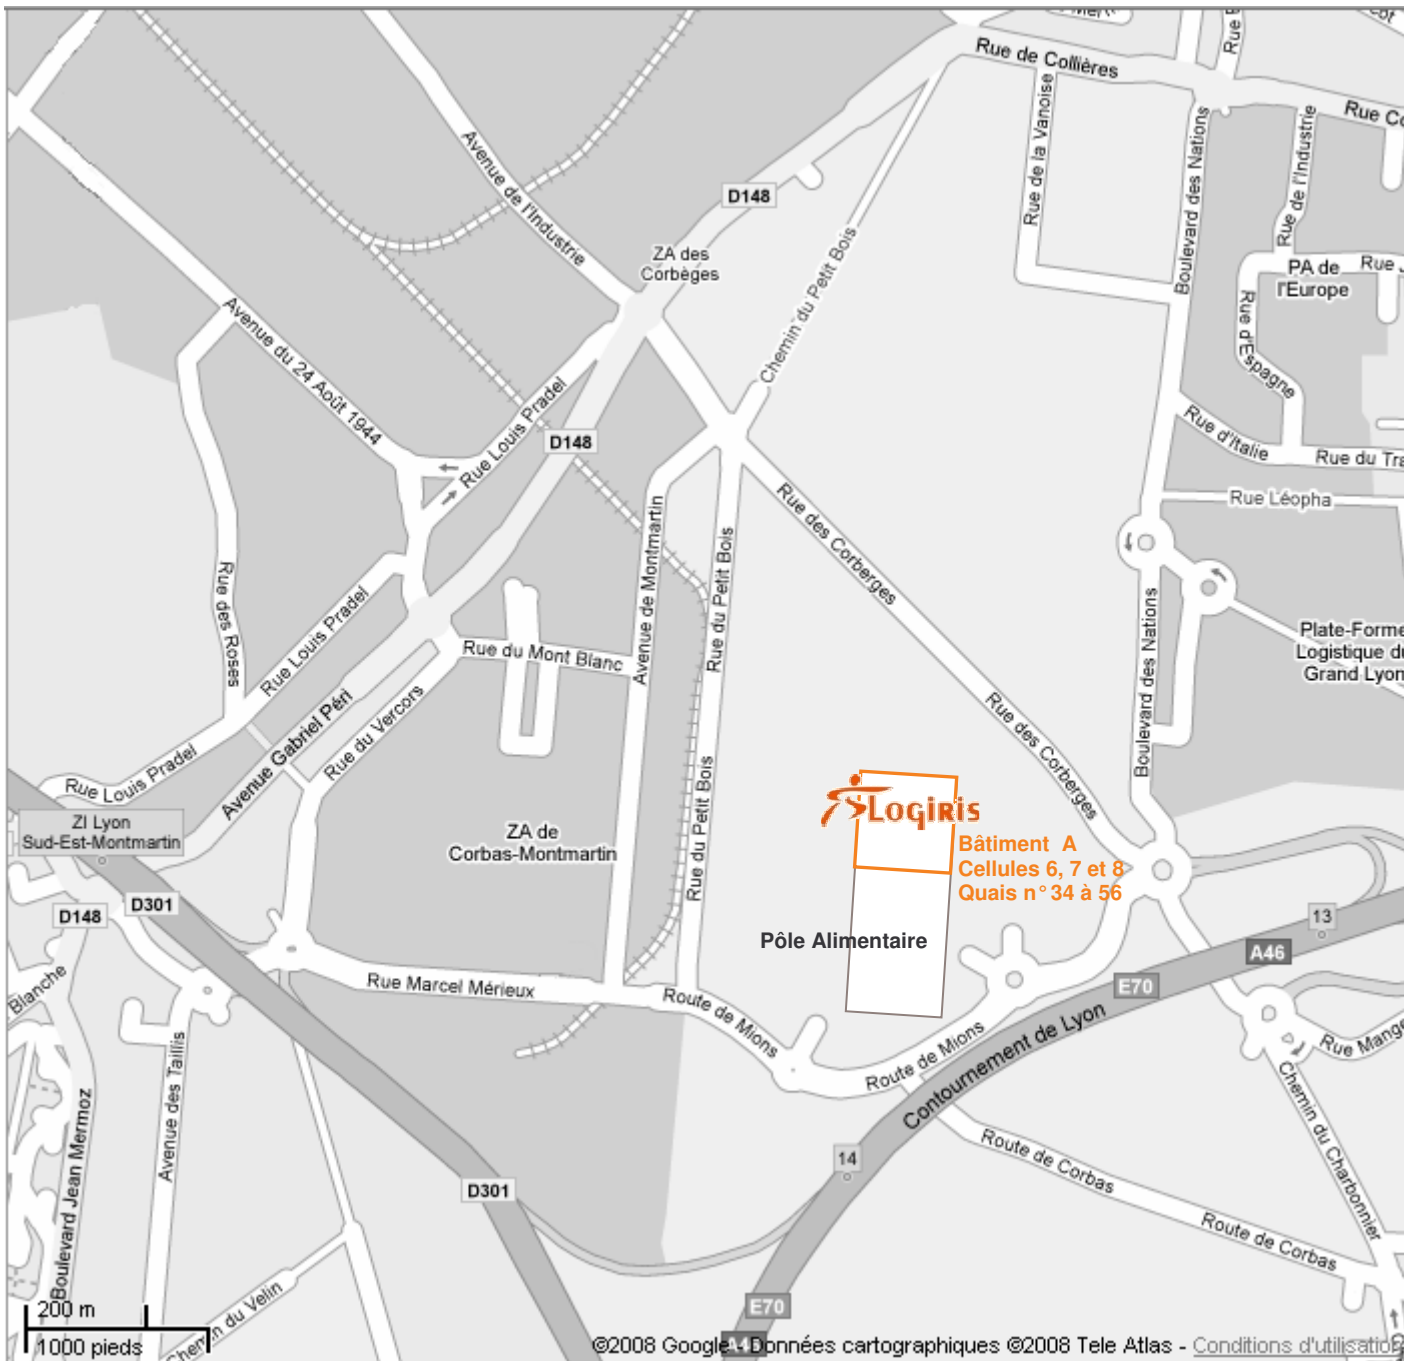 Rue de Collières
Rue Co
Rue de la Vanoise
Boulevard des Nations
Rue de l'Industrie
Avenue de l'Industrie
D148
ZA des
Corbèges
Chemin du Petit Bois
PA de
l'Europe
Rue d'Espagne
Avenue du 24 Août 1944
Rue Louis Pradel
D148
Rue d'Italie
Rue du Tra
Rue Léopha
Rue des Corberges
Avenue de Montmartin
Rue du Petit Bois
Rue des Roses
Rue Louis Pradel
Rue du Mont Blanc
Boulevard des Nations
Plate-Forme
Logistique du
Grand Lyon
Avenue Gabriel Péri
Rue du Vercors
Rue des Corberges
Rue Louis Pradel
Rue du Petit Bois
ZI Lyon
Sud-Est-Montmartin
ZA de
Corbas-Montmartin
Logiris
Bâtiment A
Cellules 6, 7 et 8
Quais n° 34 à 56
D148
D301
Pôle Alimentaire
13
A46
E70
Blanche
Rue Marcel Mérieux
Route de Mions
Route de Mions
Contournement de Lyon
Rue Mange
Avenue des Taillis
Boulevard Jean Mermoz
Chemin du Charbonnier
14
D301
Route de Corbas
Route de Corbas
Chemin du Velin
E70
200 m
1000 pieds
©2008 Google - Données cartographiques ©2008 Tele Atlas - Conditions d'utilisation